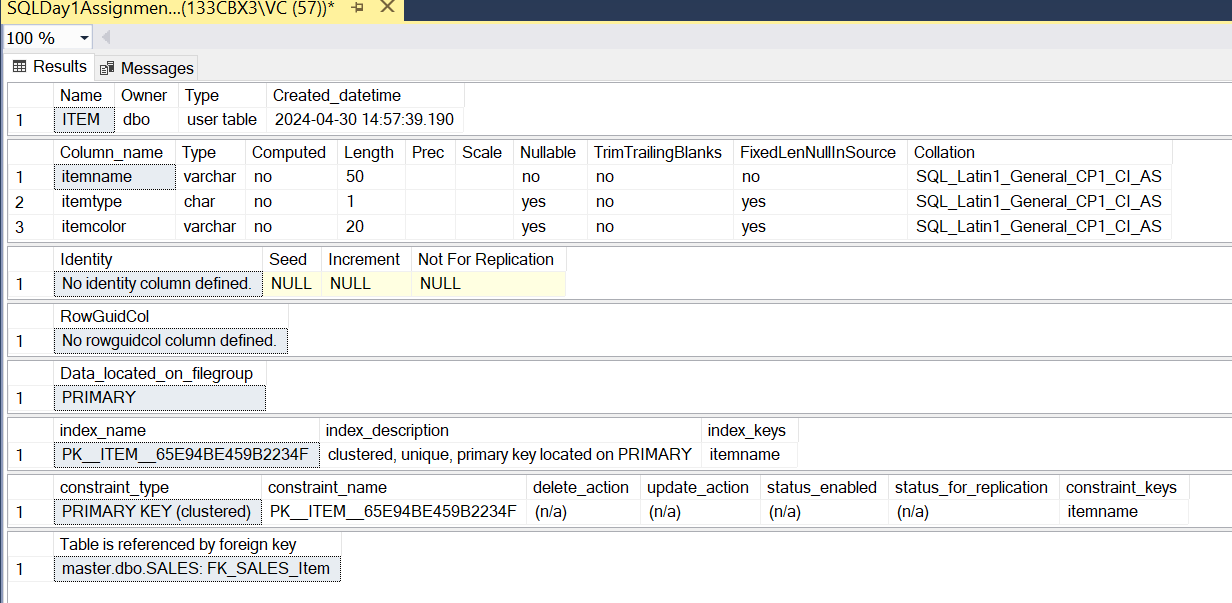 SQLDay1Assignmen...(133CBX3\VC (57))*
100 %
Results Messages
Name Owner Type Created_datetime
1 ITEM dbo user table 2024-04-30 14:57:39.190
Column_name Type Computed Length Prec Scale Nullable TrimTrailingBlanks FixedLenNullInSource Collation
1 itemname varchar no 50 no no no SQL_Latin1_General_CP1_CI_AS
2 itemtype char no 1 yes no yes SQL_Latin1_General_CP1_CI_AS
3 itemcolor varchar no 20 yes no yes SQL_Latin1_General_CP1_CI_AS
Identity Seed Increment Not For Replication
1 No identity column defined. NULL NULL NULL
RowGuidCol
1 No rowguidcol column defined.
Data_located_on_filegroup
1 PRIMARY
index_name index_description index_keys
1 PK__ITEM__65E94BE459B2234F clustered, unique, primary key located on PRIMARY itemname
constraint_type constraint_name delete_action update_action status_enabled status_for_replication constraint_keys
1 PRIMARY KEY (clustered) PK__ITEM__65E94BE459B2234F (n/a) (n/a) (n/a) (n/a) itemname
Table is referenced by foreign key
1 master.dbo.SALES: FK_SALES_Item